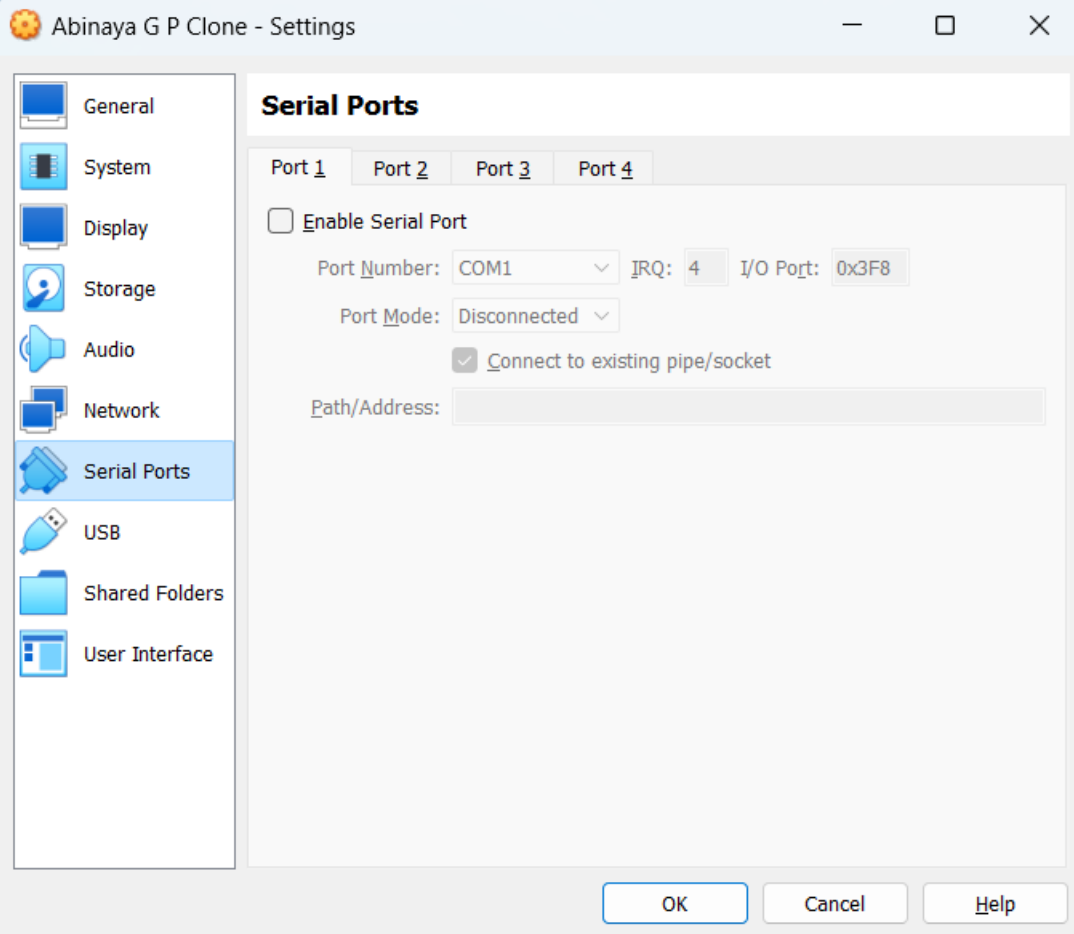 Abinaya G P Clone - Settings
General
System
Display
Storage
Audio
Network
Serial Ports
USB
Shared Folders
User Interface
Serial Ports
Port 1 Port 2 Port 3 Port 4
Enable Serial Port
Port Number: COM1 IRQ: 4 I/O Port: 0x3F8
Port Mode: Disconnected
Connect to existing pipe/socket
Path/Address:
OK Cancel Help